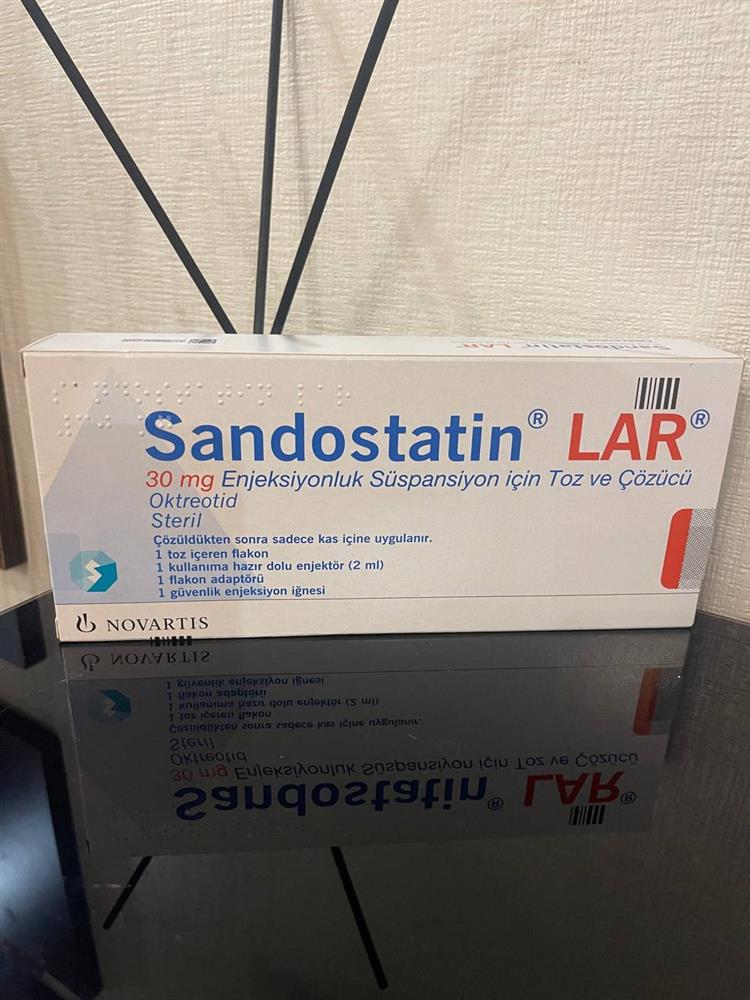 Sandostatin® LAR®
30 mg Enjeksiyonluk Süspansiyon için Toz ve Çözücü
Oktreotid
Steril
Çözüldükten sonra sadece kas içine uygulanır.
1 toz içeren flakon
1 kullanıma hazır dolu enjektör (2 ml)
1 flakon adaptörü
1 güvenlik enjeksiyon iğnesi
NOVARTIS